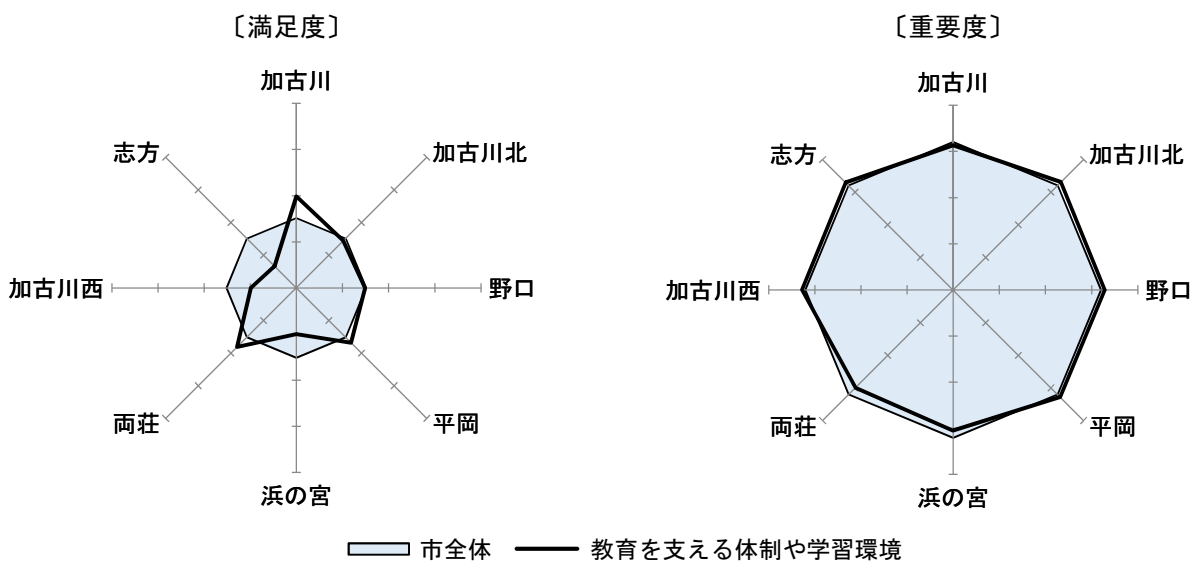 〔満足度〕
加古川
加古川北
野口
平岡
浜の宮
両荘
加古川西
志方
〔重要度〕
加古川
加古川北
野口
平岡
浜の宮
両荘
加古川西
志方
市全体
教育を支える体制や学習環境